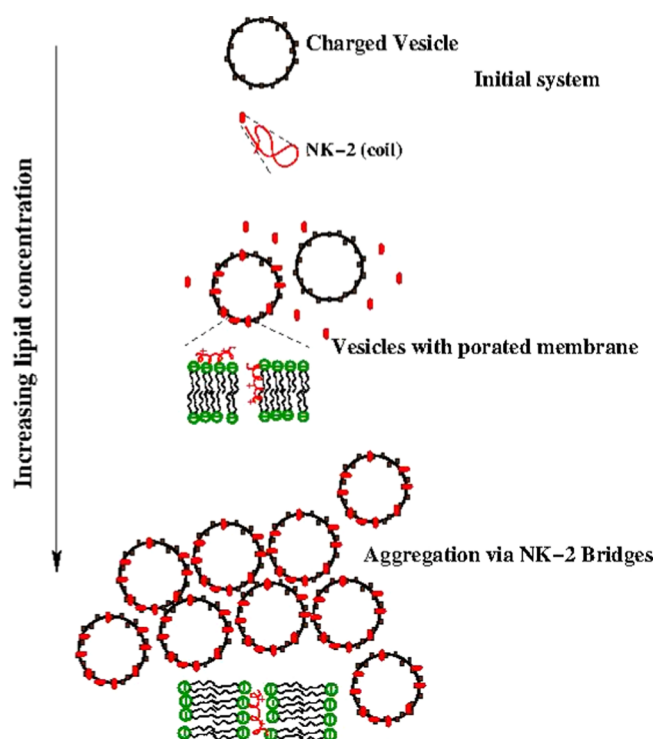 Charged Vesicle
Initial system
NK-2 (coil)
Increasing lipid concentration
Vesicles with porated membrane
Aggregation via NK-2 Bridges